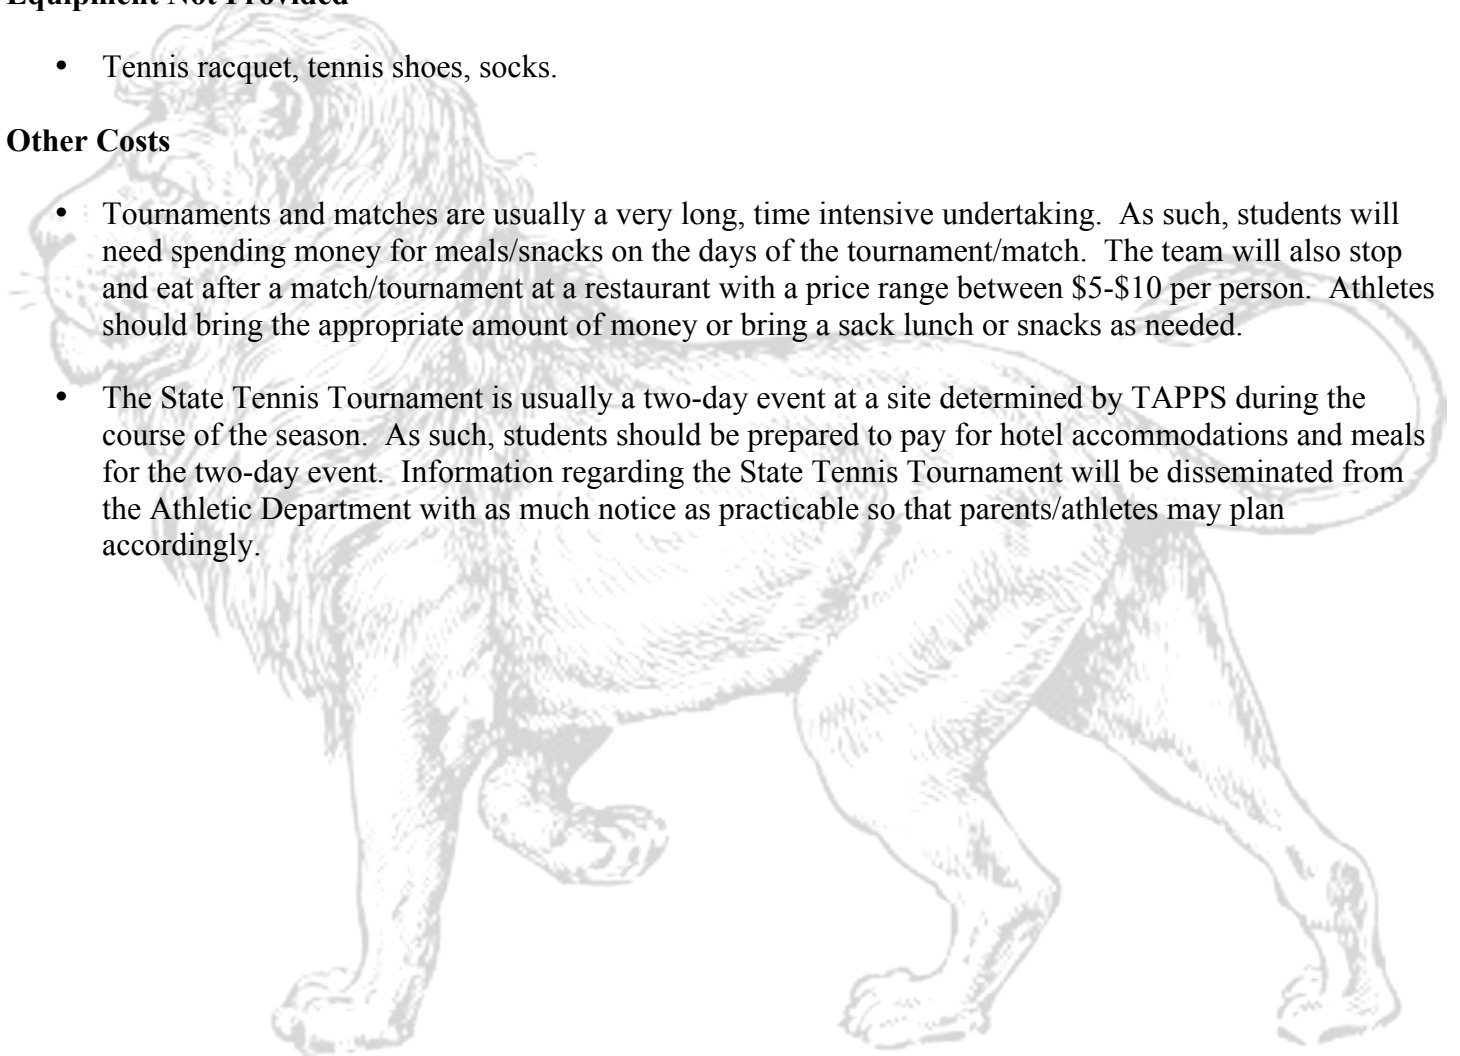 Equipment Not Provided
• Tennis racquet, tennis shoes, socks.
Other Costs
• Tournaments and matches are usually a very long, time intensive undertaking.  As such, students will
need spending money for meals/snacks on the days of the tournament/match.  The team will also stop
and eat after a match/tournament at a restaurant with a price range between $5-$10 per person.  Athletes
should bring the appropriate amount of money or bring a sack lunch or snacks as needed.
• The State Tennis Tournament is usually a two-day event at a site determined by TAPPS during the
course of the season.  As such, students should be prepared to pay for hotel accommodations and meals
for the two-day event.  Information regarding the State Tennis Tournament will be disseminated from
the Athletic Department with as much notice as practicable so that parents/athletes may plan
accordingly.